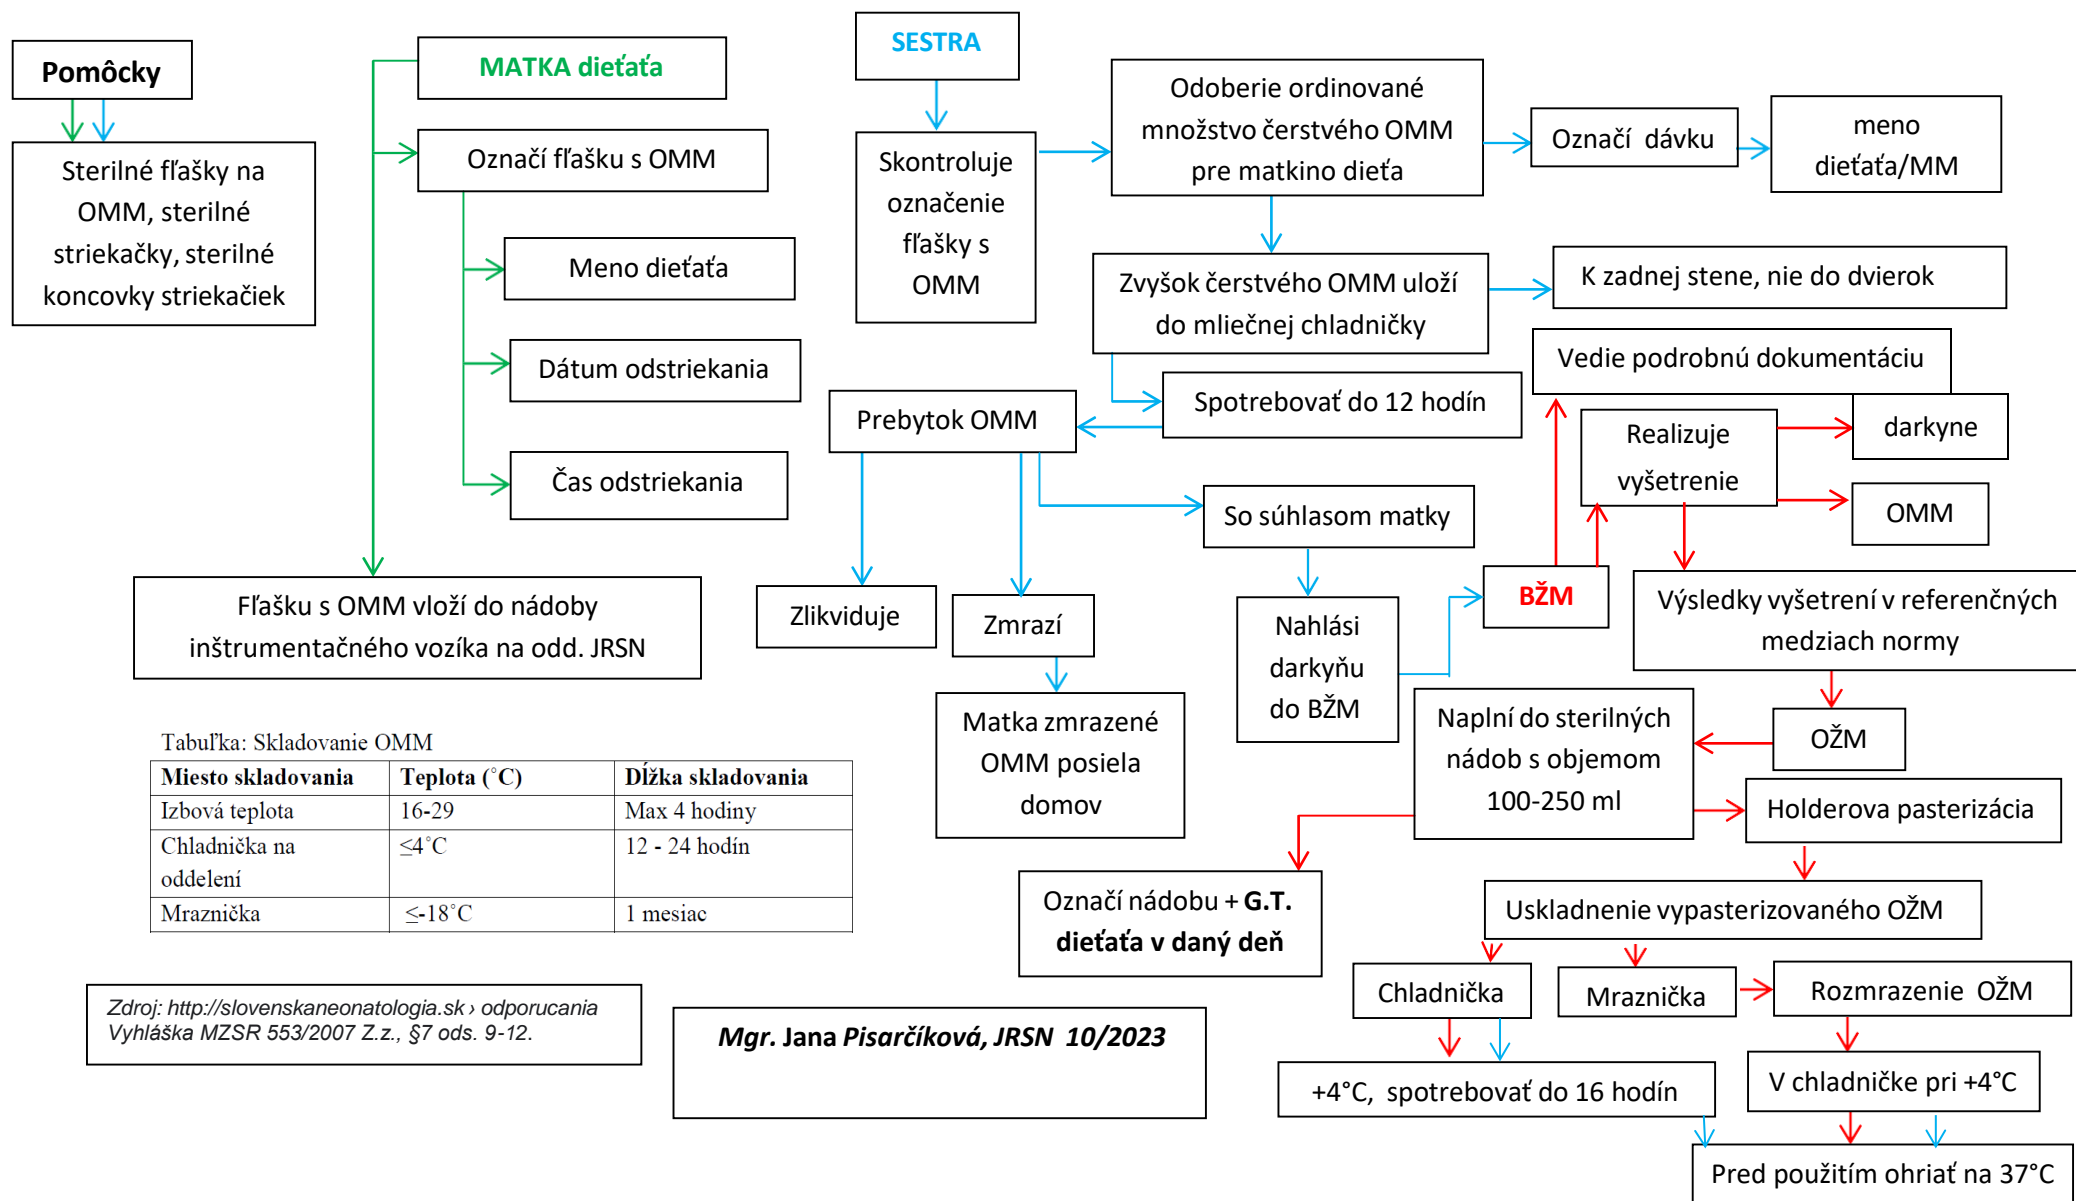 Pomôcky
Sterilné fľašky na
OMM, sterilné
striekačky, sterilné
koncovky striekačiek
MATKA dieťaťa
Označí fľašku s OMM
Meno dieťaťa
Dátum odstriekania
Čas odstriekania
Fľašku s OMM vloží do nádoby
inštrumentačného vozíka na odd. JRSN
SESTRA
Skontroluje
označenie
fľašky s
OMM
Odoberie ordinované
množstvo čerstvého OMM
pre matkino dieťa
Označí dávku
meno
dieťaťa/MM
Zvyšok čerstvého OMM uloží
do mliečnej chladničky
K zadnej stene, nie do dvierok
Spotrebovať do 12 hodín
Prebytok OMM
Zlikviduje
Zmrazí
Matka zmrazené
OMM posiela
domov
So súhlasom matky
Nahlási
darkyňu
do BŽM
BŽM
Vedie podrobnú dokumentáciu
Realizuje
vyšetrenie
darkyne
OMM
Výsledky vyšetrení v referenčných
medziach normy
OŽM
Naplní do sterilných
nádob s objemom
100-250 ml
Označí nádobu + G.T.
dieťaťa v daný deň
Holderova pasterizácia
Uskladnenie vypasterizovaného OŽM
Chladnička
Mraznička
Rozmrazenie OŽM
+4°C, spotrebovať do 16 hodín
V chladničke pri +4°C
Pred použitím ohriať na 37°C
Tabuľka: Skladovanie OMM
Miesto skladovania Teplota (˚C) Dĺžka skladovania
Izbová teplota 16-29 Max 4 hodiny
Chladnička na
oddelení ≤4˚C 12 - 24 hodín
Mraznička ≤-18˚C 1 mesiac
Zdroj: http://slovenskaneonatologia.sk › odporucania
Vyhláška MZSR 553/2007 Z.z., §7 ods. 9-12.
Mgr. Jana Pisarčíková, JRSN 10/2023